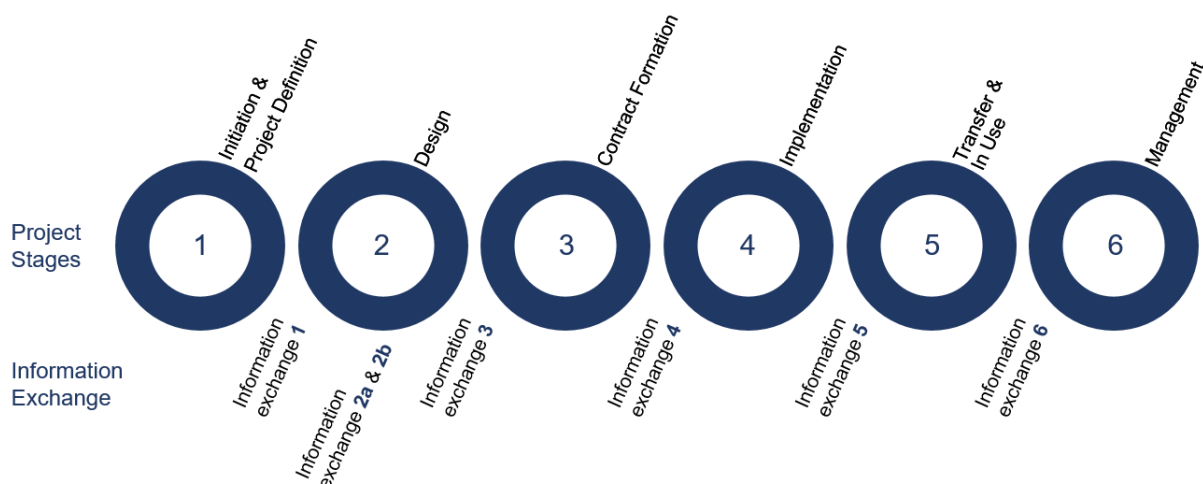 Initiation &
Project Definition
Design
Contract Formation
Implementation
Transfer &
In Use
Management
Project
Stages
1
2
3
4
5
6
Information
Exchange
Information
exchange 1
Information
exchange 2a & 2b
Information
exchange 3
Information
exchange 4
Information
exchange 5
Information
exchange 6